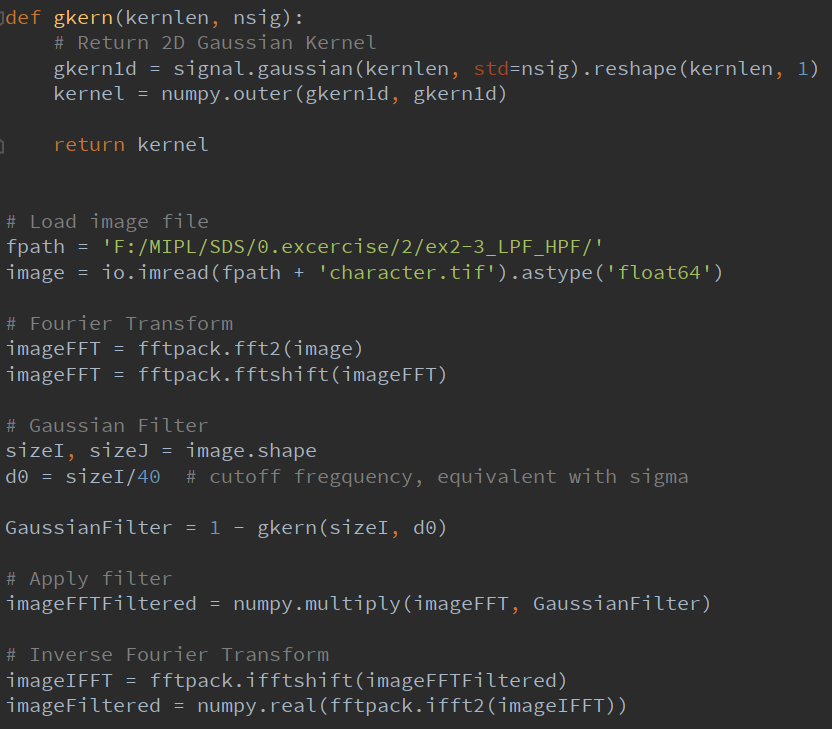 def gkern(kernlen, nsig):
    # Return 2D Gaussian Kernel
    gkern1d = signal.gaussian(kernlen, std=nsig).reshape(kernlen, 1)
    kernel = numpy.outer(gkern1d, gkern1d)

    return kernel


# Load image file
fpath = 'F:/MIPL/SDS/0.excercise/2/ex2-3_LPF_HPF/'
image = io.imread(fpath + 'character.tif').astype('float64')

# Fourier Transform
imageFFT = fftpack.fft2(image)
imageFFT = fftpack.fftshift(imageFFT)

# Gaussian Filter
sizeI, sizeJ = image.shape
d0 = sizeI/40  # cutoff fregquency, equivalent with sigma

GaussianFilter = 1 - gkern(sizeI, d0)

# Apply filter
imageFFTFiltered = numpy.multiply(imageFFT, GaussianFilter)

# Inverse Fourier Transform
imageIFFT = fftpack.ifftshift(imageFFTFiltered)
imageFiltered = numpy.real(fftpack.ifft2(imageIFFT))